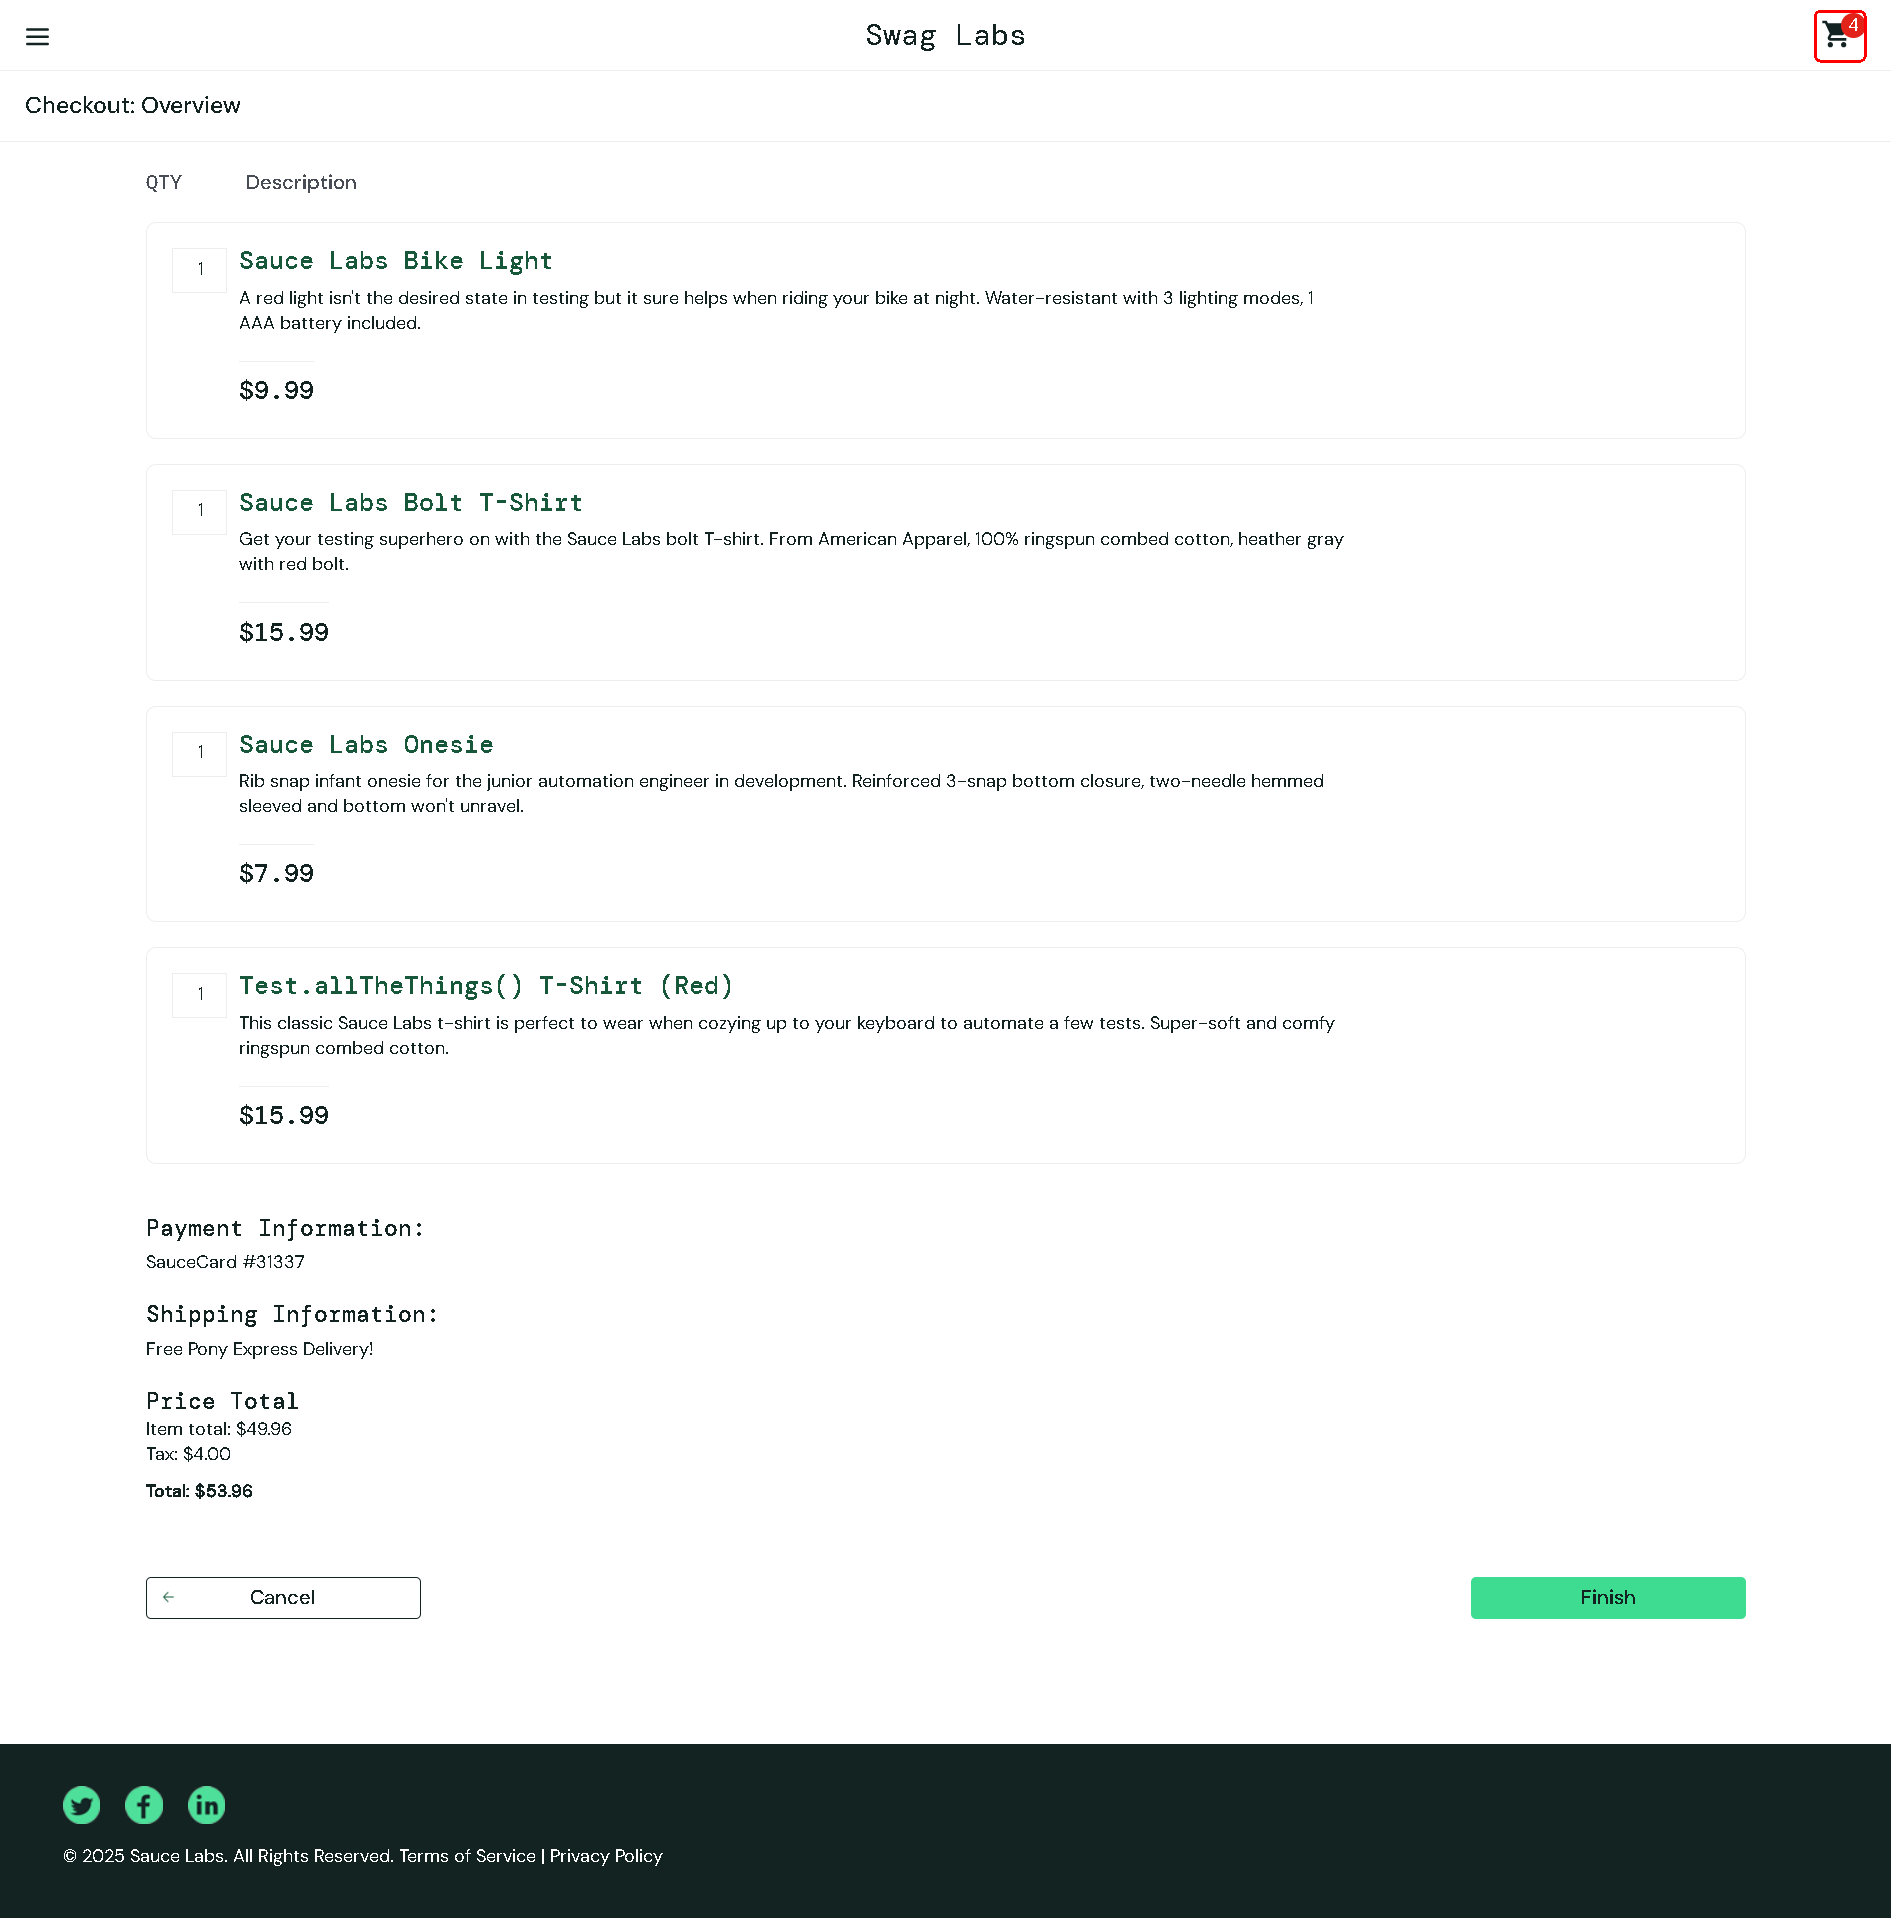 Swag Labs
4
Checkout: Overview
QTY Description
1
Sauce Labs Bike Light
A red light isn't the desired state in testing but it sure helps when riding your bike at night. Water-resistant with 3 lighting modes, 1
AAA battery included.
$9.99
1
Sauce Labs Bolt T-Shirt
Get your testing superhero on with the Sauce Labs bolt T-shirt. From American Apparel, 100% ringspun combed cotton, heather gray
with red bolt.
$15.99
1
Sauce Labs Onesie
Rib snap infant onesie for the junior automation engineer in development. Reinforced 3-snap bottom closure, two-needle hemmed
sleeved and bottom won't unravel.
$7.99
1
Test.allTheThings() T-Shirt (Red)
This classic Sauce Labs t-shirt is perfect to wear when cozying up to your keyboard to automate a few tests. Super-soft and comfy
ringspun combed cotton.
$15.99
Payment Information:
SauceCard #31337
Shipping Information:
Free Pony Express Delivery!
Price Total
Item total: $49.96
Tax: $4.00
Total: $53.96
Cancel
Finish
© 2025 Sauce Labs. All Rights Reserved. Terms of Service | Privacy Policy